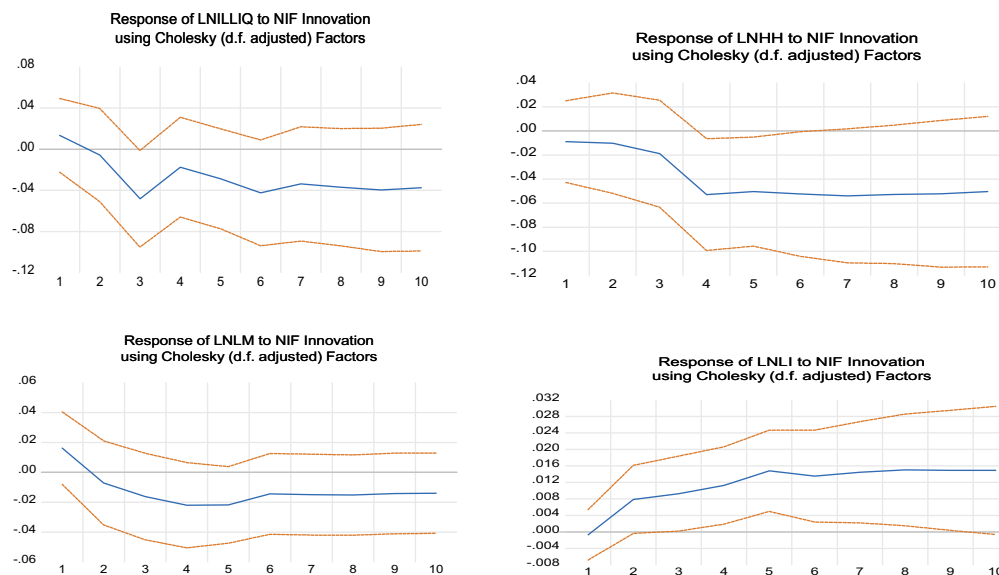 Response of LNILLIQ to NIF Innovation
using Cholesky (d.f. adjusted) Factors
.08
.04
.00
-.04
-.08
-.12
1 2 3 4 5 6 7 8 9 10
Response of LNHH to NIF Innovation
using Cholesky (d.f. adjusted) Factors
.04
.02
.00
-.02
-.04
-.06
-.08
-.10
-.12
1 2 3 4 5 6 7 8 9 10
Response of LNLM to NIF Innovation
using Cholesky (d.f. adjusted) Factors
.06
.04
.02
.00
-.02
-.04
-.06
1 2 3 4 5 6 7 8 9 10
Response of LNLI to NIF Innovation
using Cholesky (d.f. adjusted) Factors
.032
.028
.024
.020
.016
.012
.008
.004
.000
-.004
-.008
1 2 3 4 5 6 7 8 9 10